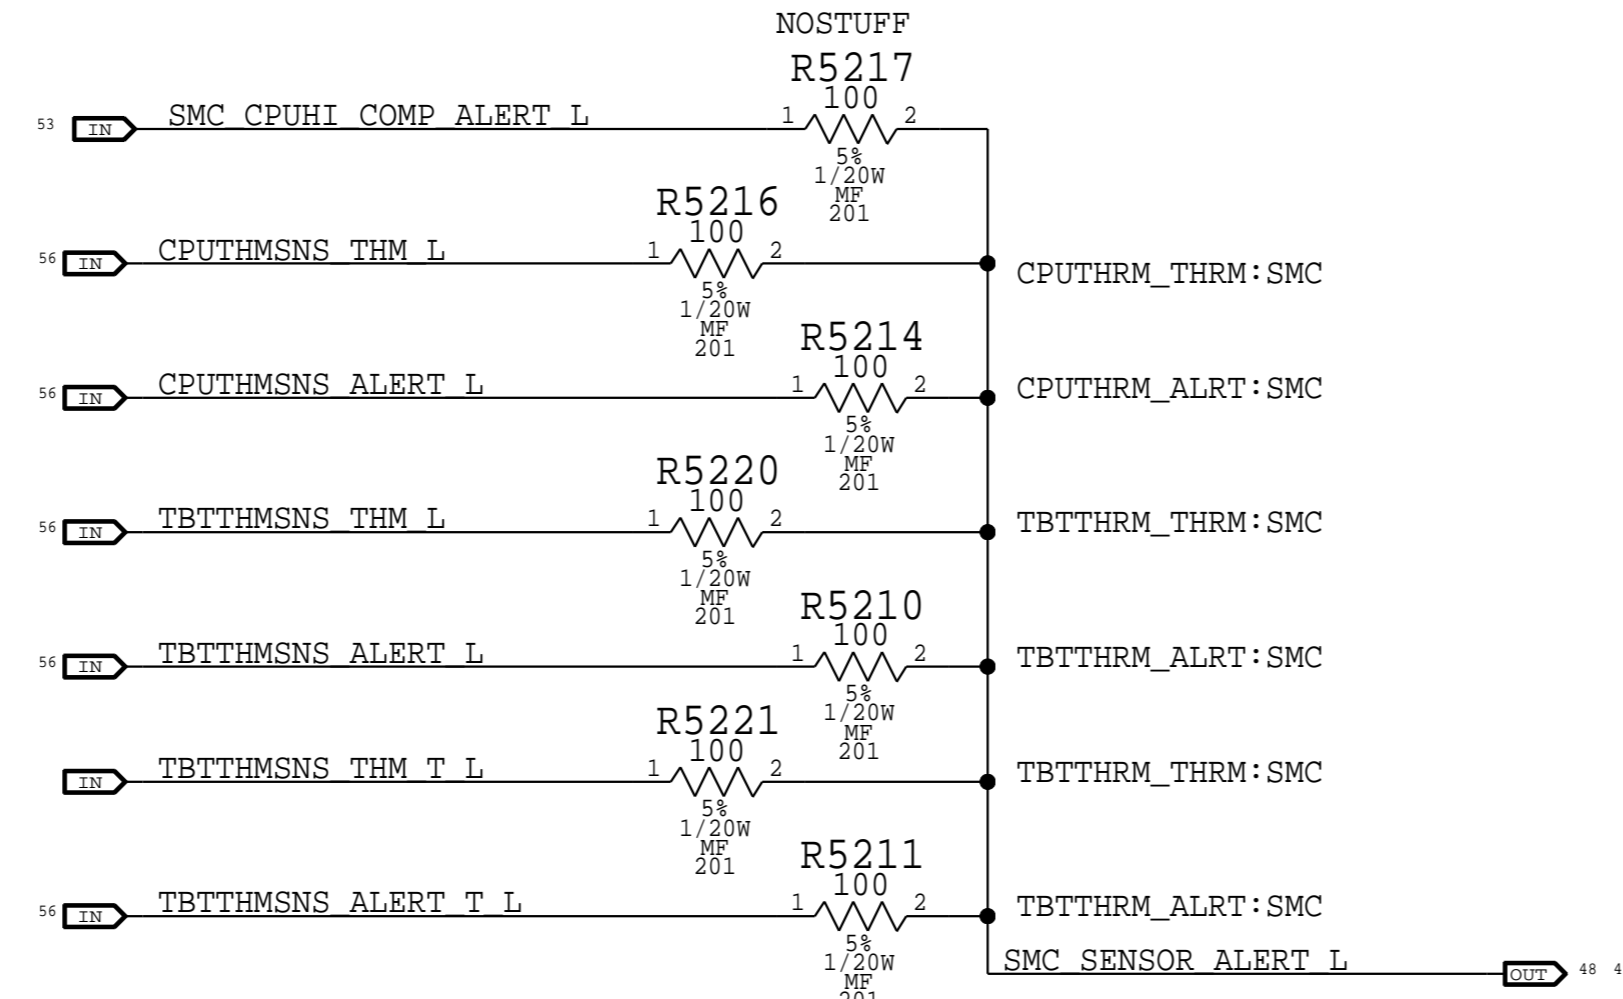 NOSTUFF
R5217
100
53 IN SMC_CPUHI_COMP_ALERT_L 1 2
5%
1/20W
MF
201
R5216
100
56 IN CPUTHMSNS_THM_L 1 2 CPUTHRM_THRM:SMC
5%
1/20W
MF
201
R5214
100
56 IN CPUTHMSNS_ALERT_L 1 2 CPUTHRM_ALRT:SMC
5%
1/20W
MF
201
R5220
100
56 IN TBTTHMSNS_THM_L 1 2 TBTTHRM_THRM:SMC
5%
1/20W
MF
201
R5210
100
56 IN TBTTHMSNS_ALERT_L 1 2 TBTTHRM_ALRT:SMC
5%
1/20W
MF
201
R5221
100
IN TBTTHMSNS_THM_T_L 1 2 TBTTHRM_THRM:SMC
5%
1/20W
MF
201
R5211
100
56 IN TBTTHMSNS_ALERT_T_L 1 2 TBTTHRM_ALRT:SMC
5%
1/20W
MF
201
SMC_SENSOR_ALERT_L OUT 48 4